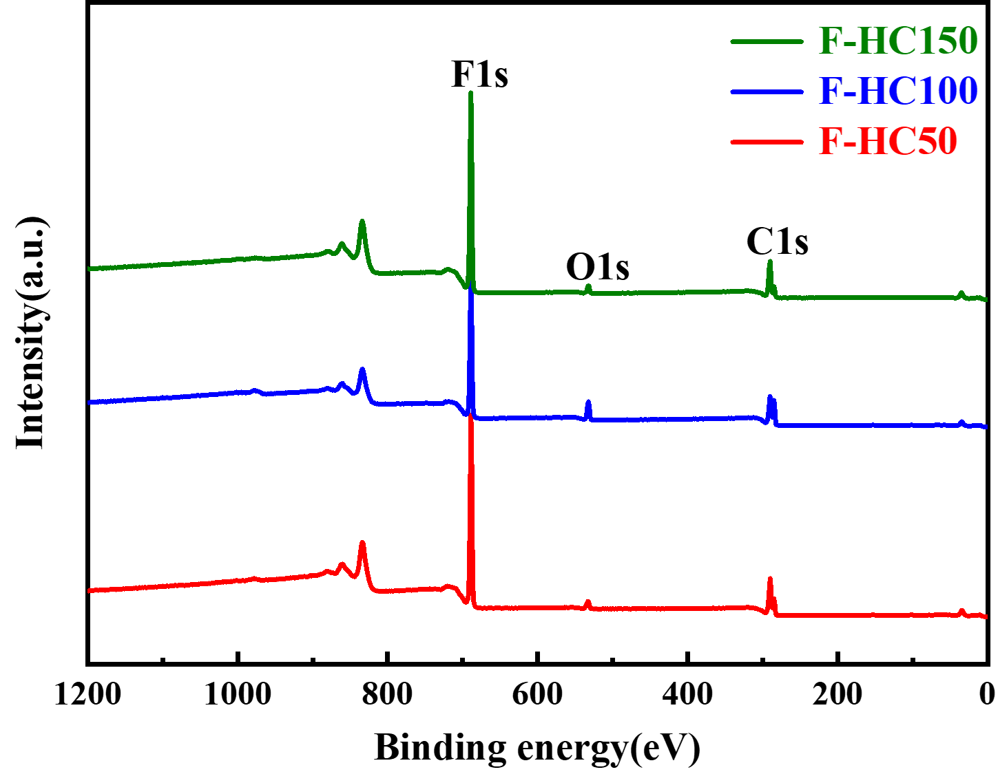 F-HC150
F-HC100
F-HC50
F1s
O1s
C1s
Intensity(a.u.)
1200 1000 800 600 400 200 0
Binding energy(eV)